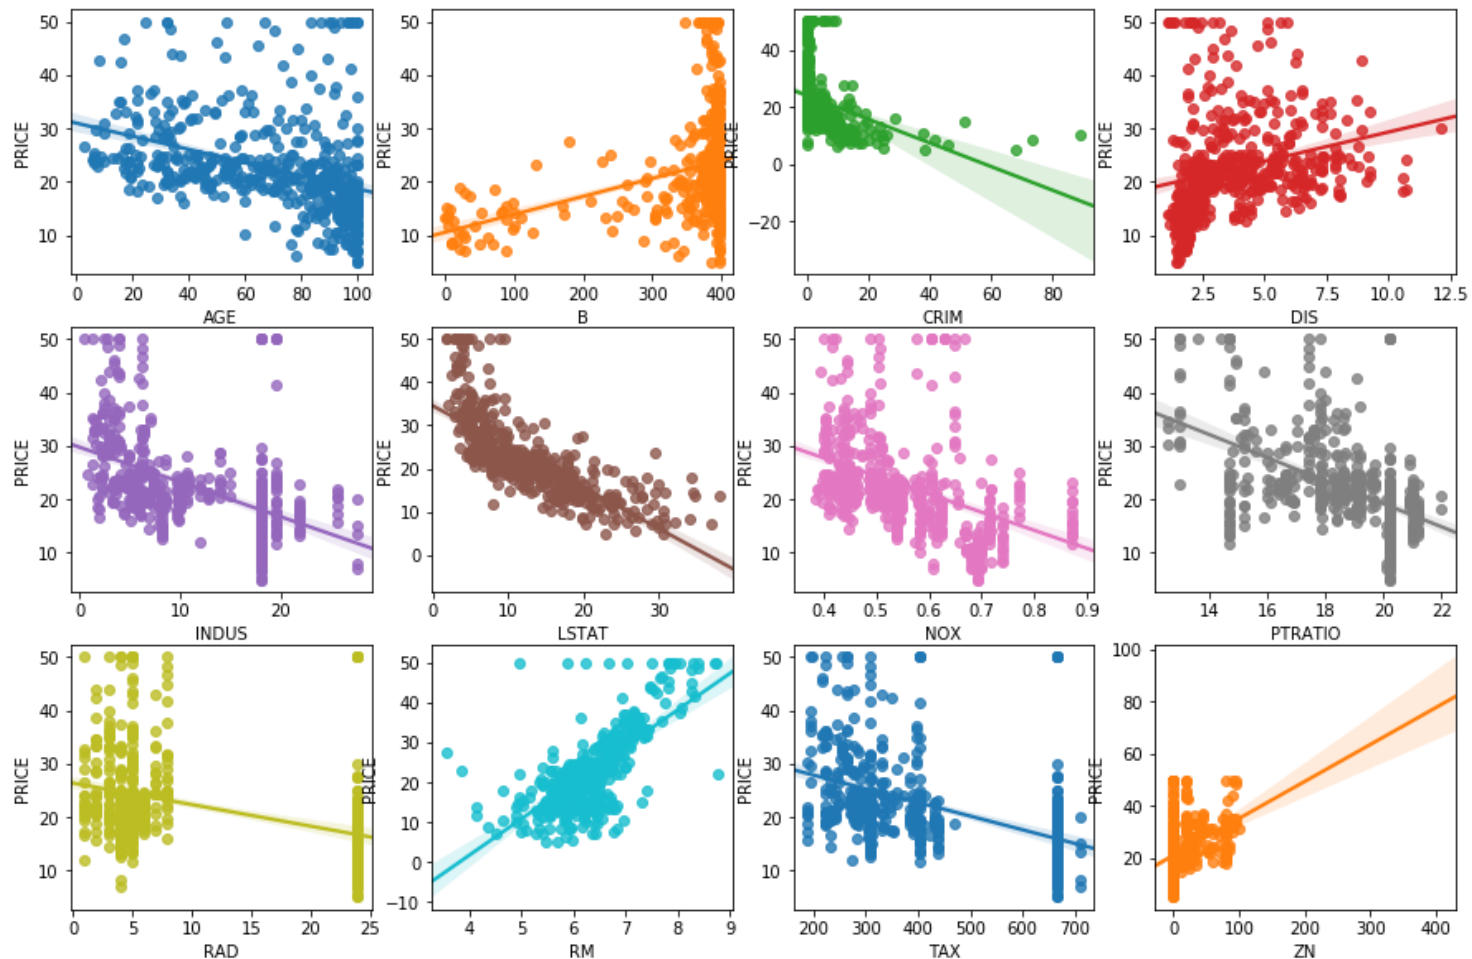 PRICE
50
40
30
20
10
0 20 40 60 80 100
AGE
PRICE
50
40
30
20
10
0 100 200 300 400
B
PRICE
40
20
0
−20
0 20 40 60 80
CRIM
PRICE
50
40
30
20
10
2.5 5.0 7.5 10.0 12.5
DIS
PRICE
50
40
30
20
10
0 10 20
INDUS
PRICE
50
40
30
20
10
0
0 10 20 30
LSTAT
PRICE
50
40
30
20
10
0.4 0.5 0.6 0.7 0.8 0.9
NOX
PRICE
50
40
30
20
10
14 16 18 20 22
PTRATIO
PRICE
50
40
30
20
10
0 5 10 15 20 25
RAD
PRICE
50
40
30
20
10
0
−10
4 5 6 7 8 9
RM
PRICE
50
40
30
20
10
200 300 400 500 600 700
TAX
PRICE
100
80
60
40
20
0 100 200 300 400
ZN